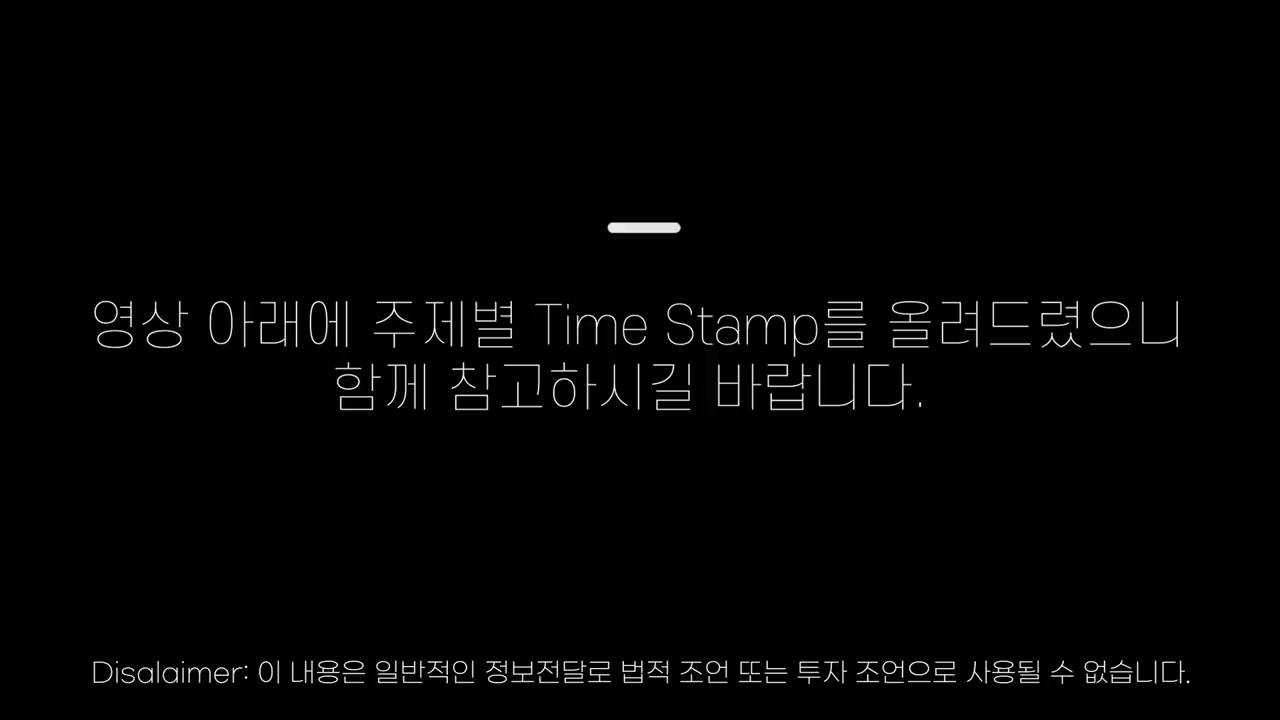 영상 아래에 주제별 Time Stamp를 올려드렸으니
함께 참고하시길 바랍니다.
Disalaimer: 이 내용은 일반적인 정보전달로 법적 조언 또는 투자 조언으로 사용될 수 없습니다.